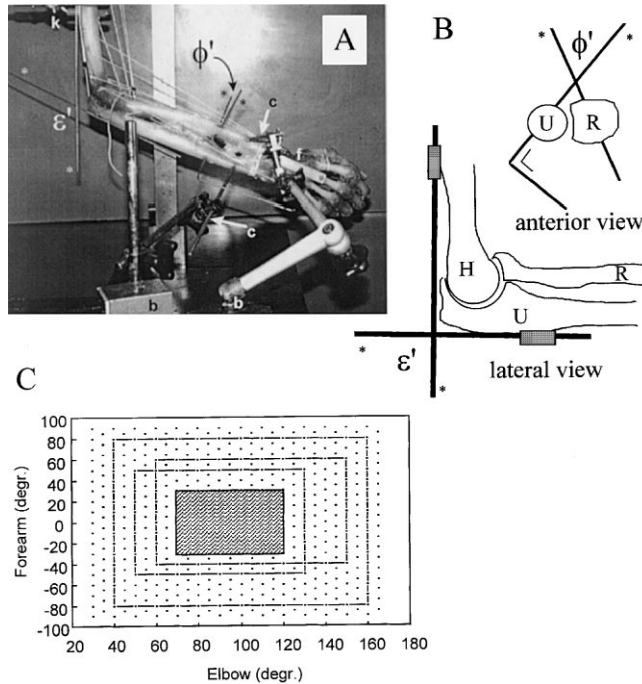 A
k
ε'
ϕ'
* *
*
*
c
f
c
b
b
B
* ϕ' *
U R
anterior view
H
R
U
* ε'
*
lateral view
C
Forearm (degr.)
100
80
60
40
20
0
-20
-40
-60
-80
-100
20 40 60 80 100 120 140 160 180
Elbow (degr.)